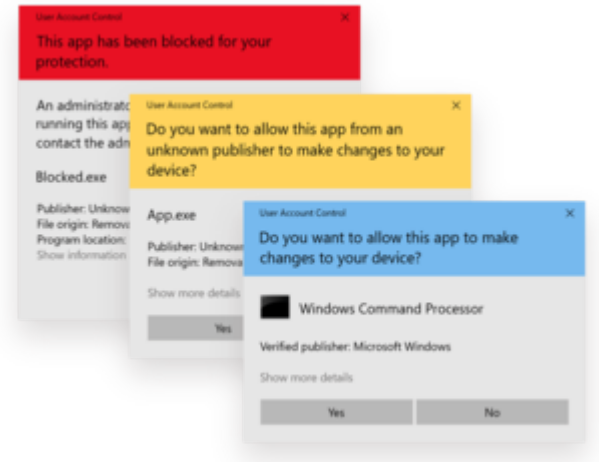 User Account Control
This app has been blocked for your
protection.
An administrato
running this app
contact the adm
Blocked.exe
Publisher: Unknow
File origin: Remova
Program location:
Show information
User Account Control
Do you want to allow this app from an
unknown publisher to make changes to your
device?
App.exe
Publisher: Unknown
File origin: Remova
Show more details
Yes
User Account Control
Do you want to allow this app to make
changes to your device?
Windows Command Processor
Verified publisher: Microsoft Windows
Show more details
Yes
No